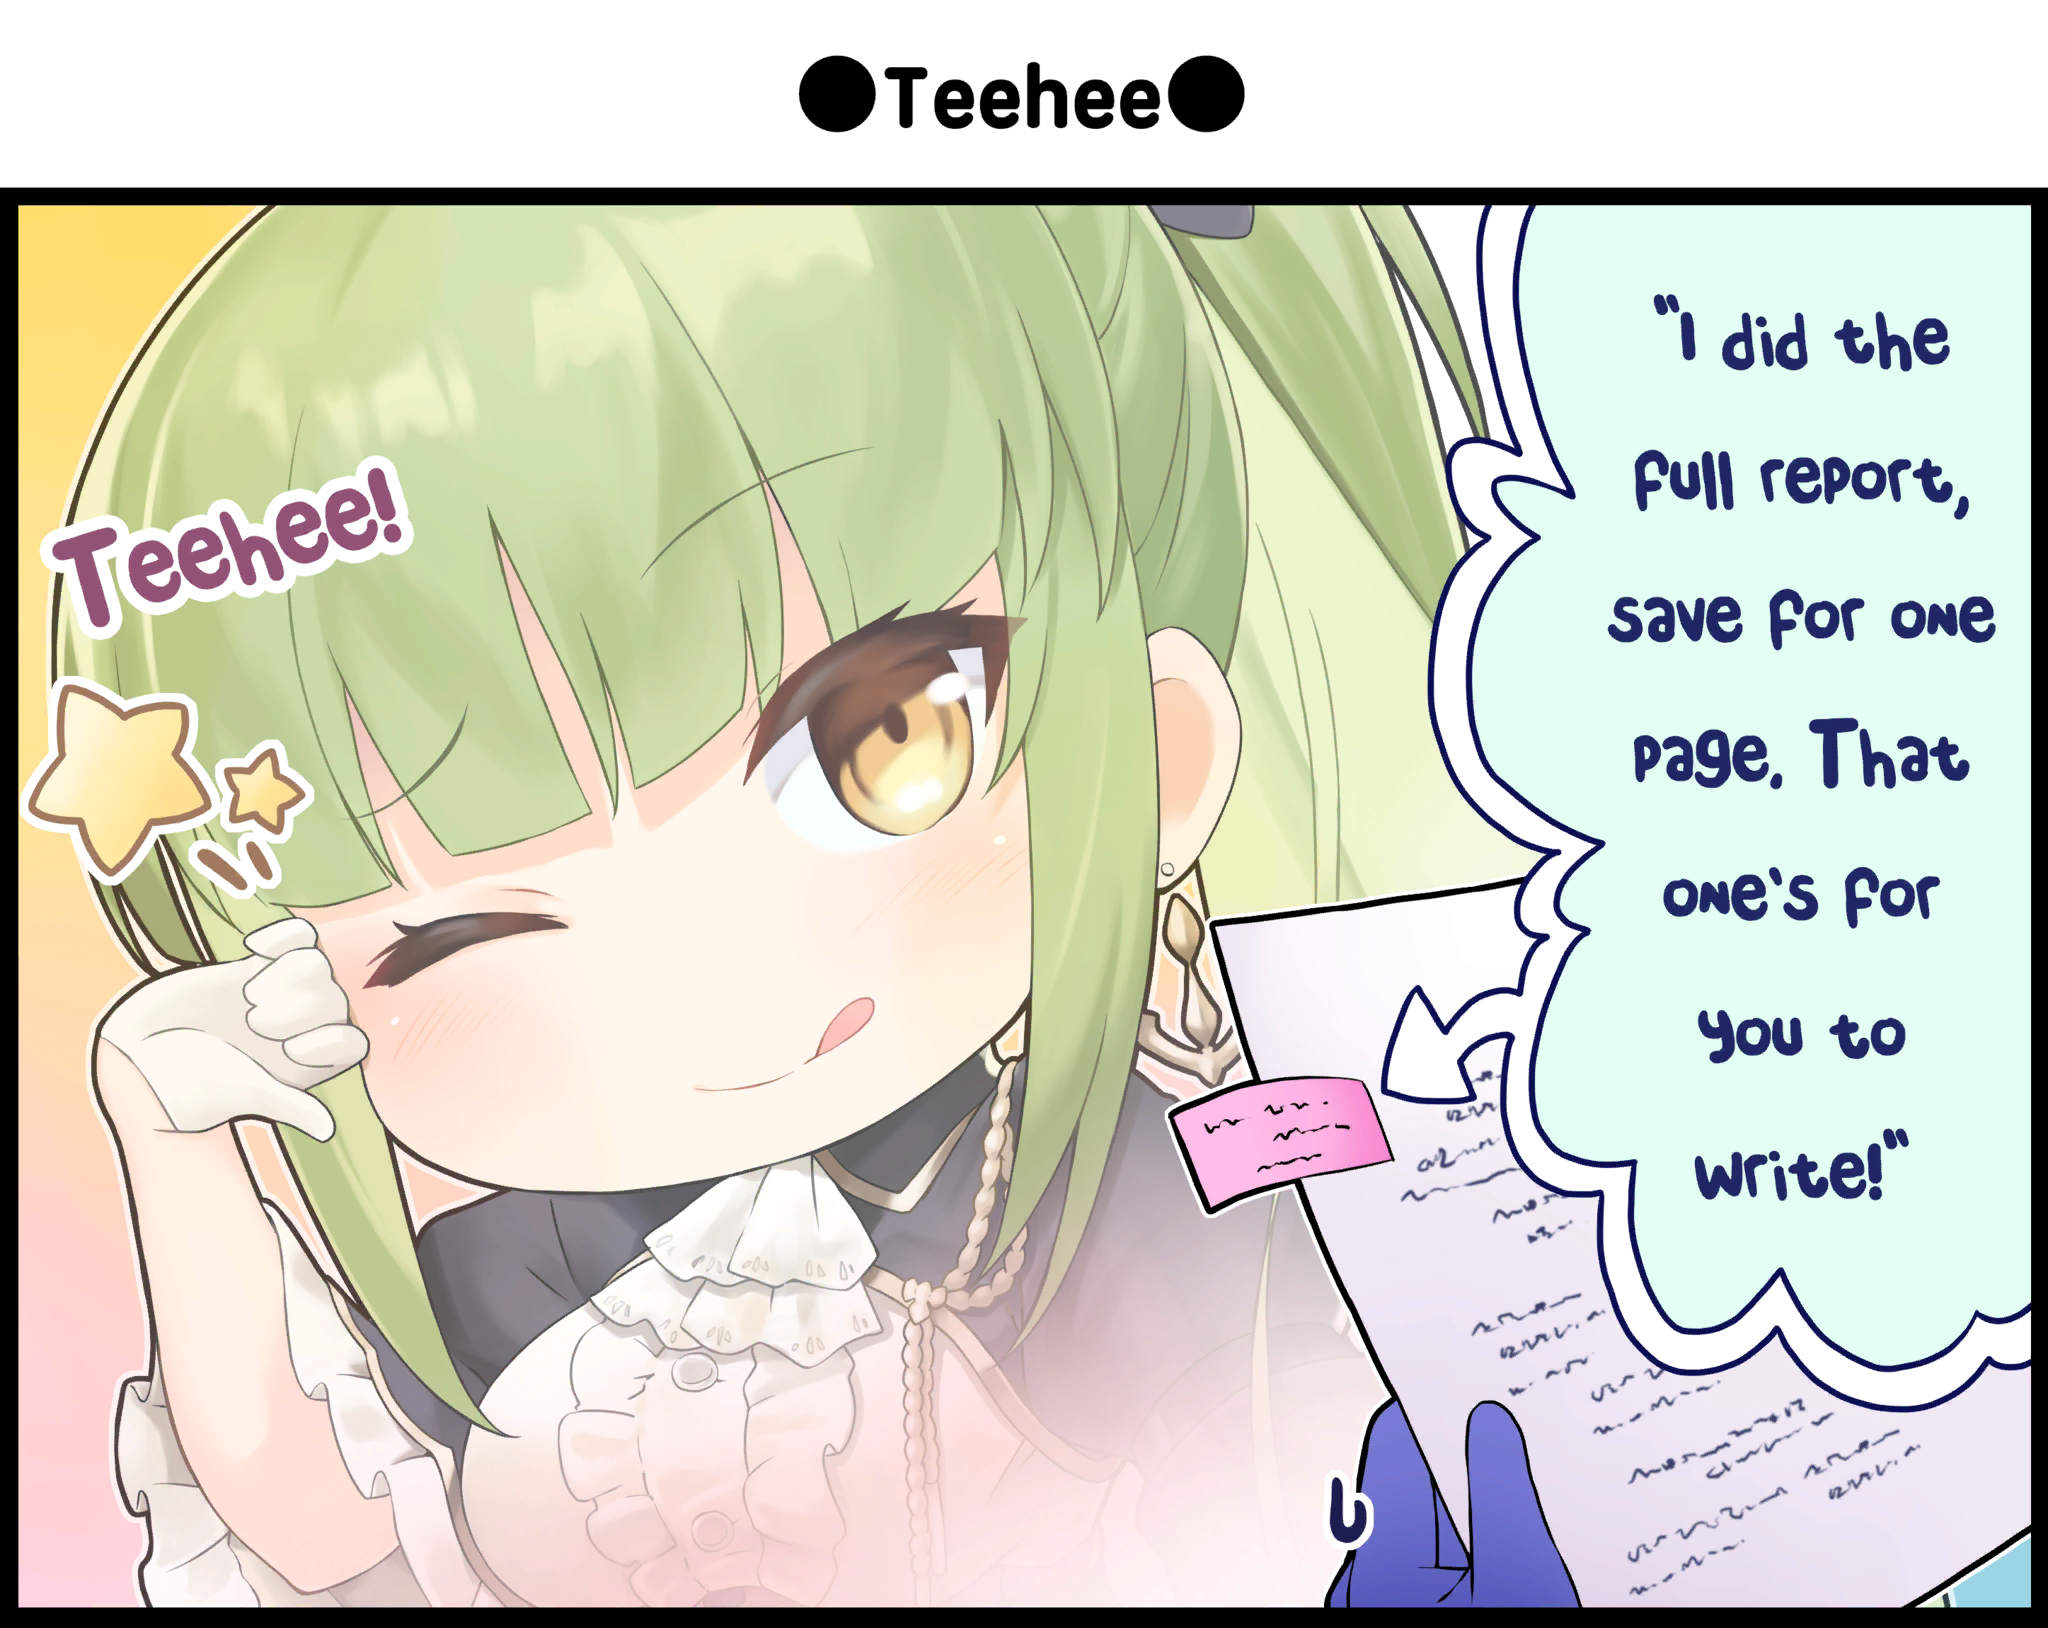 ●Teehee●
Teehee!
"I did the
full report,
save for one
page. That
one's for
you to
write!"